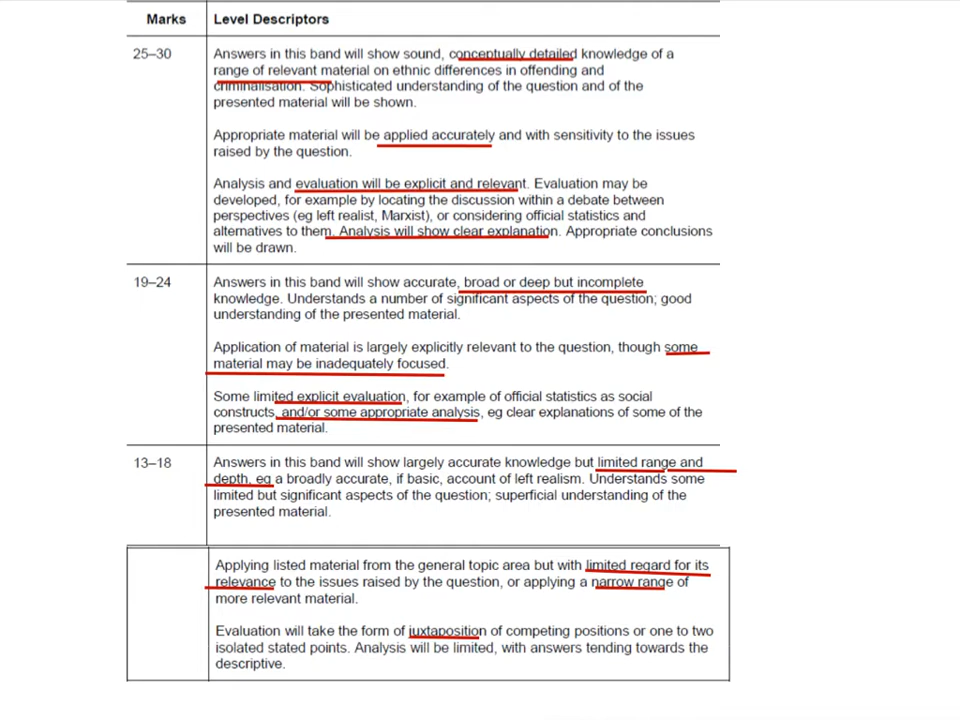 Marks Level Descriptors
25–30 Answers in this band will show sound, conceptually detailed knowledge of a
range of relevant material on ethnic differences in offending and
criminalisation. Sophisticated understanding of the question and of the
presented material will be shown.
Appropriate material will be applied accurately and with sensitivity to the issues
raised by the question.
Analysis and evaluation will be explicit and relevant. Evaluation may be
developed, for example by locating the discussion within a debate between
perspectives (eg left realist, Marxist), or considering official statistics and
alternatives to them. Analysis will show clear explanation. Appropriate conclusions
will be drawn.
19–24 Answers in this band will show accurate, broad or deep but incomplete
knowledge. Understands a number of significant aspects of the question; good
understanding of the presented material.
Application of material is largely explicitly relevant to the question, though some
material may be inadequately focused.
Some limited explicit evaluation, for example of official statistics as social
constructs, and/or some appropriate analysis, eg clear explanations of some of the
presented material.
13–18 Answers in this band will show largely accurate knowledge but limited range and
depth, eg a broadly accurate, if basic, account of left realism. Understands some
limited but significant aspects of the question; superficial understanding of the
presented material.
Applying listed material from the general topic area but with limited regard for its
relevance to the issues raised by the question, or applying a narrow range of
more relevant material.
Evaluation will take the form of juxtaposition of competing positions or one to two
isolated stated points. Analysis will be limited, with answers tending towards the
descriptive.